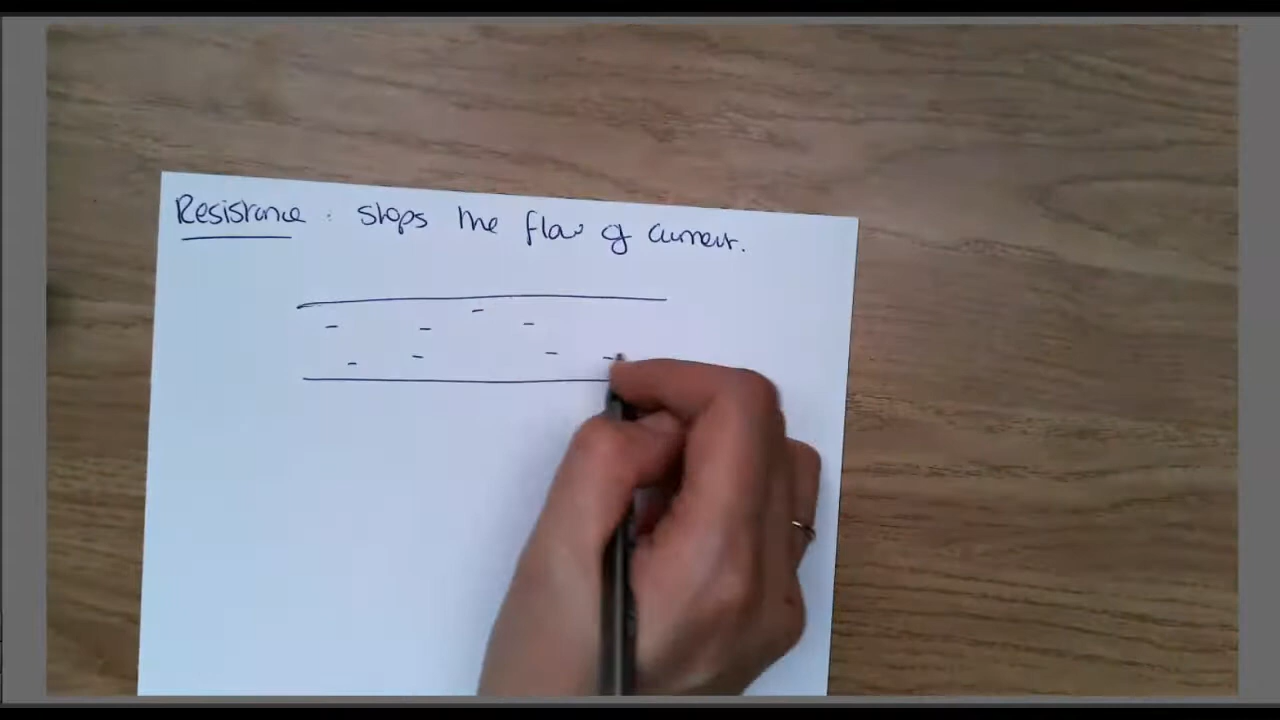 Resistance : stops the flow of current.
- - - - - - - - -